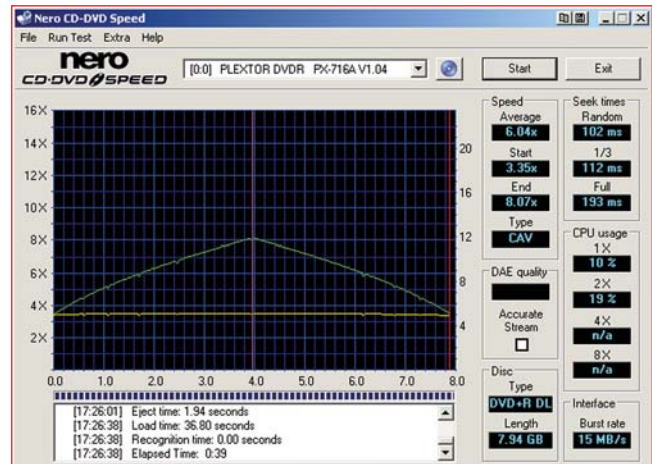 Nero CD-DVD Speed
File Run Test Extra Help
nero
CD·DVD SPEED
[0:0] PLEXTOR DVDR PX-716A V1.04
Start
Exit
16X
14X
12X
10X
8X
6X
4X
2X
20
16
12
8
4
0.0 1.0 2.0 3.0 4.0 5.0 6.0 7.0 8.0
Speed
Average
6.04x
Start
3.35x
End
8.07x
Type
CAV
Seek times
Random
102 ms
1/3
112 ms
Full
193 ms
CPU usage
1X
10 %
2X
19 %
4X
n/a
8X
n/a
DAE quality
Accurate
Stream
Disc
Type
DVD+R DL
Length
7.94 GB
Interface
Burst rate
15 MB/s
[17:26:01] Eject time: 1.94 seconds
[17:26:38] Load time: 36.80 seconds
[17:26:38] Recognition time: 0.00 seconds
[17:26:38] Elapsed Time: 0:39